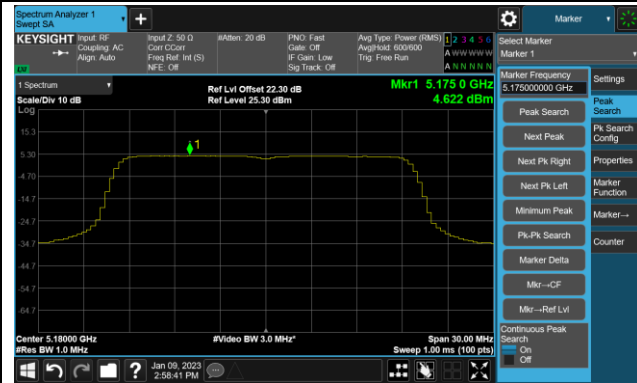 Spectrum Analyzer 1
Swept SA
Marker
KEYSIGHT
Input: RF
Coupling: AC
Align: Auto
Input Z: 50 Ω
Corr CCorr
Freq Ref: Int (S)
NFE: Off
#Atten: 20 dB
PNO: Fast
Gate: Off
IF Gain: Low
Sig Track: Off
Avg Type: Power (RMS)
Avg|Hold: 600/600
Trig: Free Run
1 2 3 4 5 6
A W W W W W
A N N N N N
Select Marker
Marker 1
1 Spectrum
Scale/Div 10 dB
Log
Ref Lvl Offset 22.30 dB
Ref Level 25.30 dBm
Mkr1 5.175 0 GHz
4.622 dBm
15.3
5.30
-4.70
-14.7
-24.7
-34.7
-44.7
-54.7
-64.7
1
Center 5.18000 GHz
#Res BW 1.0 MHz
#Video BW 3.0 MHz*
Span 30.00 MHz
Sweep 1.00 ms (100 pts)
Marker Frequency
5.175000000 GHz
Peak Search
Next Peak
Next Pk Right
Next Pk Left
Minimum Peak
Pk-Pk Search
Marker Delta
Mkr→CF
Mkr→Ref Lvl
Continuous Peak
Search
On
Off
Settings
Peak
Search
Pk Search
Config
Properties
Marker
Function
Marker→
Counter
Jan 09, 2023
2:58:41 PM